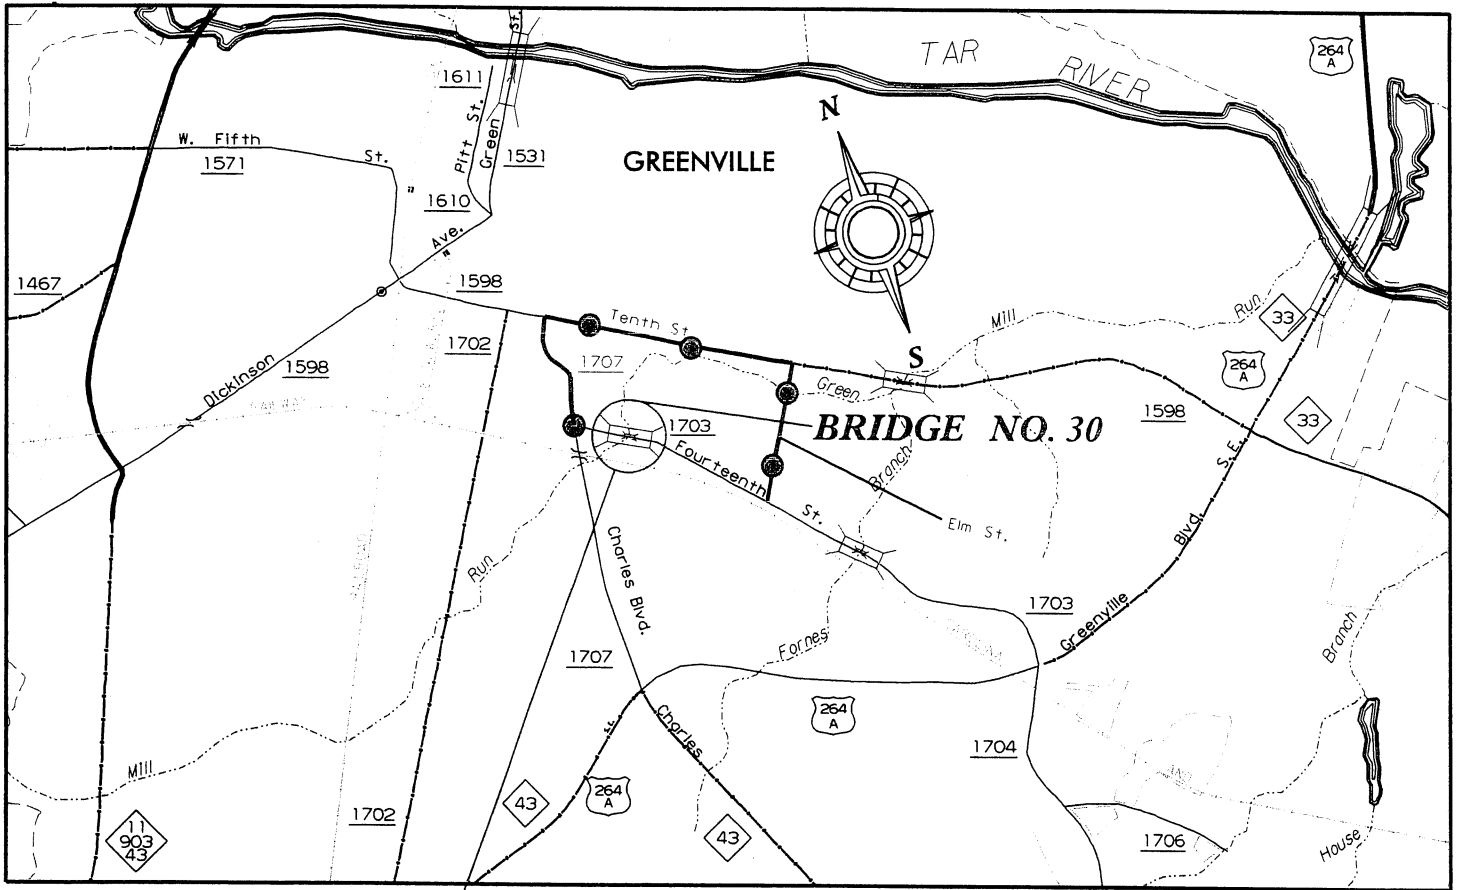 TAR RIVER
264
A
1611
Pitt St.
Green
St.
1531
W. Fifth St.
1571
GREENVILLE
N
S
1610
Ave.
1467
1598
Dickinson
1598
1702
Tenth St.
1707
Mill Run
33
264
A
Green
1598
33
BRIDGE NO. 30
1703
Fourteenth St.
Branch
Elm St.
S.E.
Blvd.
Greenville
Run
Charles Blvd.
1703
Fornes
1707
264
A
Charles
1704
Branch
Mill
43
264
A
St.
1702
43
11
903
43
1706
House
AND